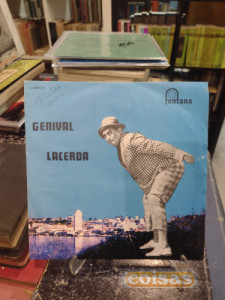 fontana
GENIVAL
LACERDA
coisas